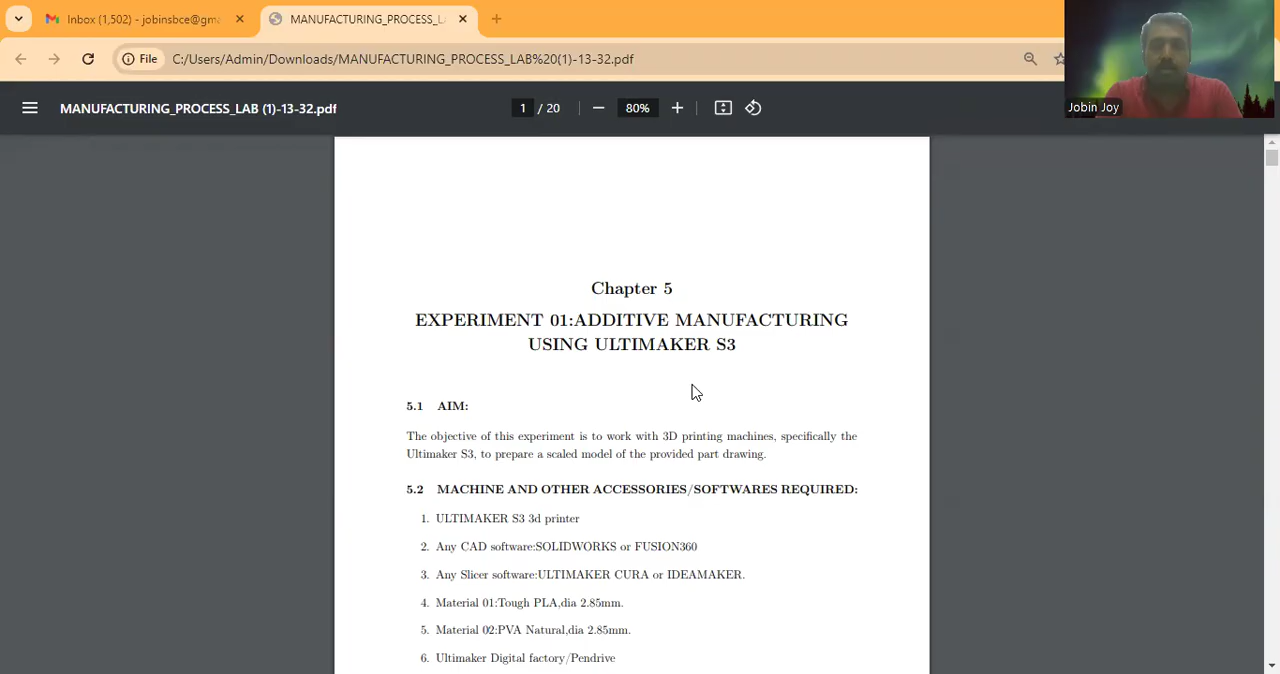 Inbox (1,502) - jobinsbce@gma
MANUFACTURING_PROCESS_L
File
C:/Users/Admin/Downloads/MANUFACTURING_PROCESS_LAB%20(1)-13-32.pdf
Jobin Joy
MANUFACTURING_PROCESS_LAB (1)-13-32.pdf
1 / 20
80%
Chapter 5
EXPERIMENT 01:ADDITIVE MANUFACTURING
USING ULTIMAKER S3
5.1 AIM:
The objective of this experiment is to work with 3D printing machines, specifically the
Ultimaker S3, to prepare a scaled model of the provided part drawing.
5.2 MACHINE AND OTHER ACCESSORIES/SOFTWARES REQUIRED:
1. ULTIMAKER S3 3d printer
2. Any CAD software:SOLIDWORKS or FUSION360
3. Any Slicer software:ULTIMAKER CURA or IDEAMAKER.
4. Material 01:Tough PLA,dia 2.85mm.
5. Material 02:PVA Natural,dia 2.85mm.
6. Ultimaker Digital factory/Pendrive